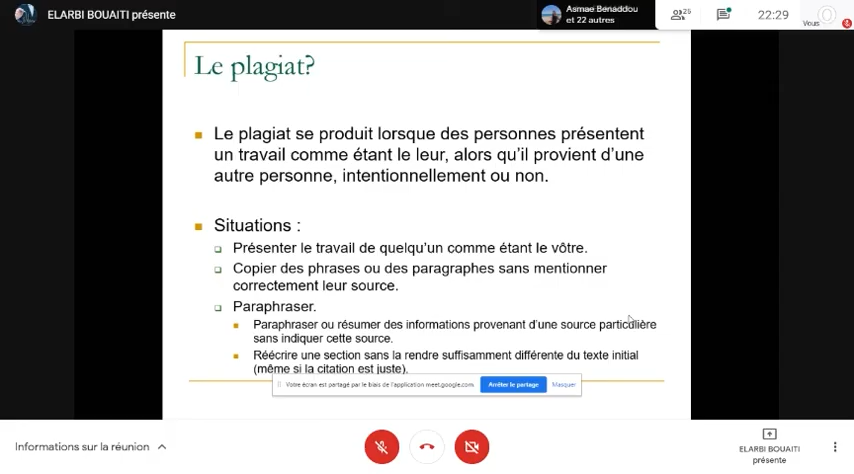 ELARBI BOUAITI présente
Asmae Benaddou
et 22 autres
25
22:29
Vous
Le plagiat?
Le plagiat se produit lorsque des personnes présentent
un travail comme étant le leur, alors qu'il provient d'une
autre personne, intentionnellement ou non.
Situations :
Présenter le travail de quelqu'un comme étant le vôtre.
Copier des phrases ou des paragraphes sans mentionner
correctement leur source.
Paraphraser.
Paraphraser ou résumer des informations provenant d'une source particulière
sans indiquer cette source.
Réécrire une section sans la rendre suffisamment différente du texte initial
(même si la citation est juste).
Votre écran est partagé par le biais de l'application meet.google.com.
Arrêter le partage
Masquer
Informations sur la réunion
ELARBI BOUAITI
présente